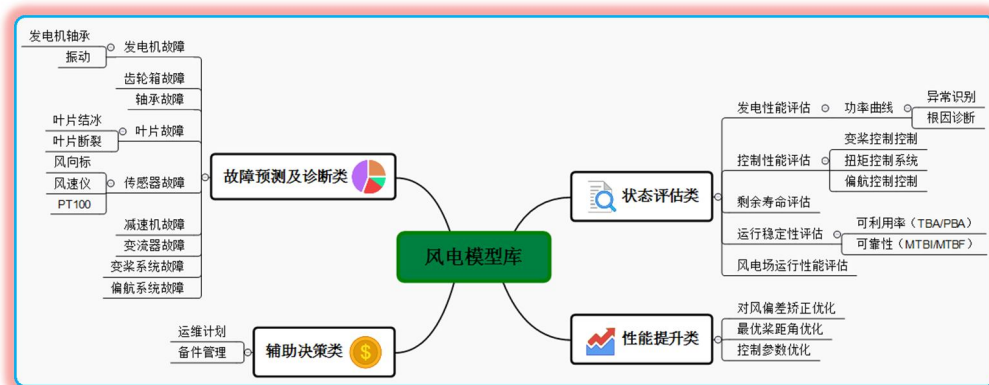 风电模型库
故障预测及诊断类
发电机故障
发电机轴承
振动
齿轮箱故障
轴承故障
叶片故障
叶片结冰
叶片断裂
传感器故障
风向标
风速仪
PT100
减速机故障
变流器故障
变桨系统故障
偏航系统故障
辅助决策类
运维计划
备件管理
状态评估类
发电性能评估
功率曲线
异常识别
根因诊断
控制性能评估
变桨控制控制
扭矩控制系统
偏航控制控制
剩余寿命评估
运行稳定性评估
可利用率（TBA/PBA）
可靠性（MTBI/MTBF）
风电场运行性能评估
性能提升类
对风偏差矫正优化
最优桨距角优化
控制参数优化